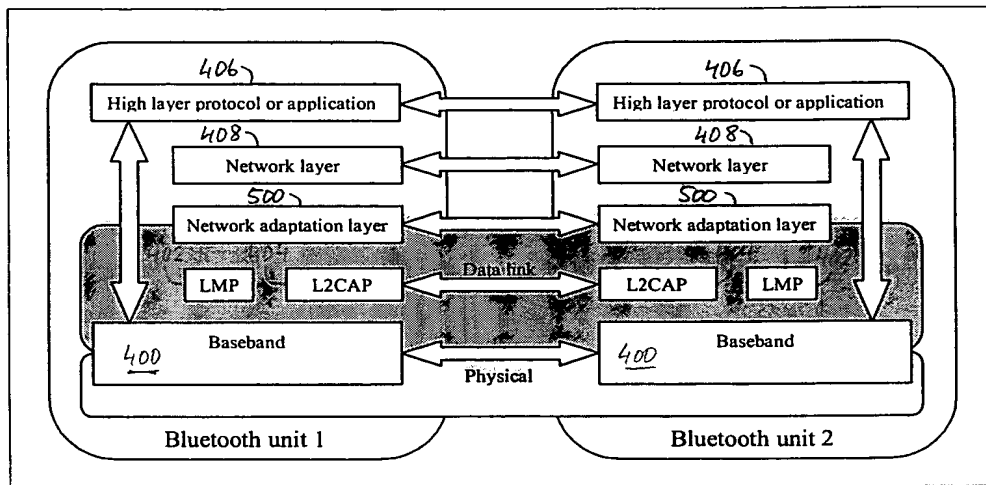 406 406
High layer protocol or application High layer protocol or application
408 408
Network layer Network layer
500 500
Network adaptation layer Network adaptation layer
402 404 Data link
LMP L2CAP L2CAP LMP
Baseband Baseband
400 400
Physical
Bluetooth unit 1 Bluetooth unit 2